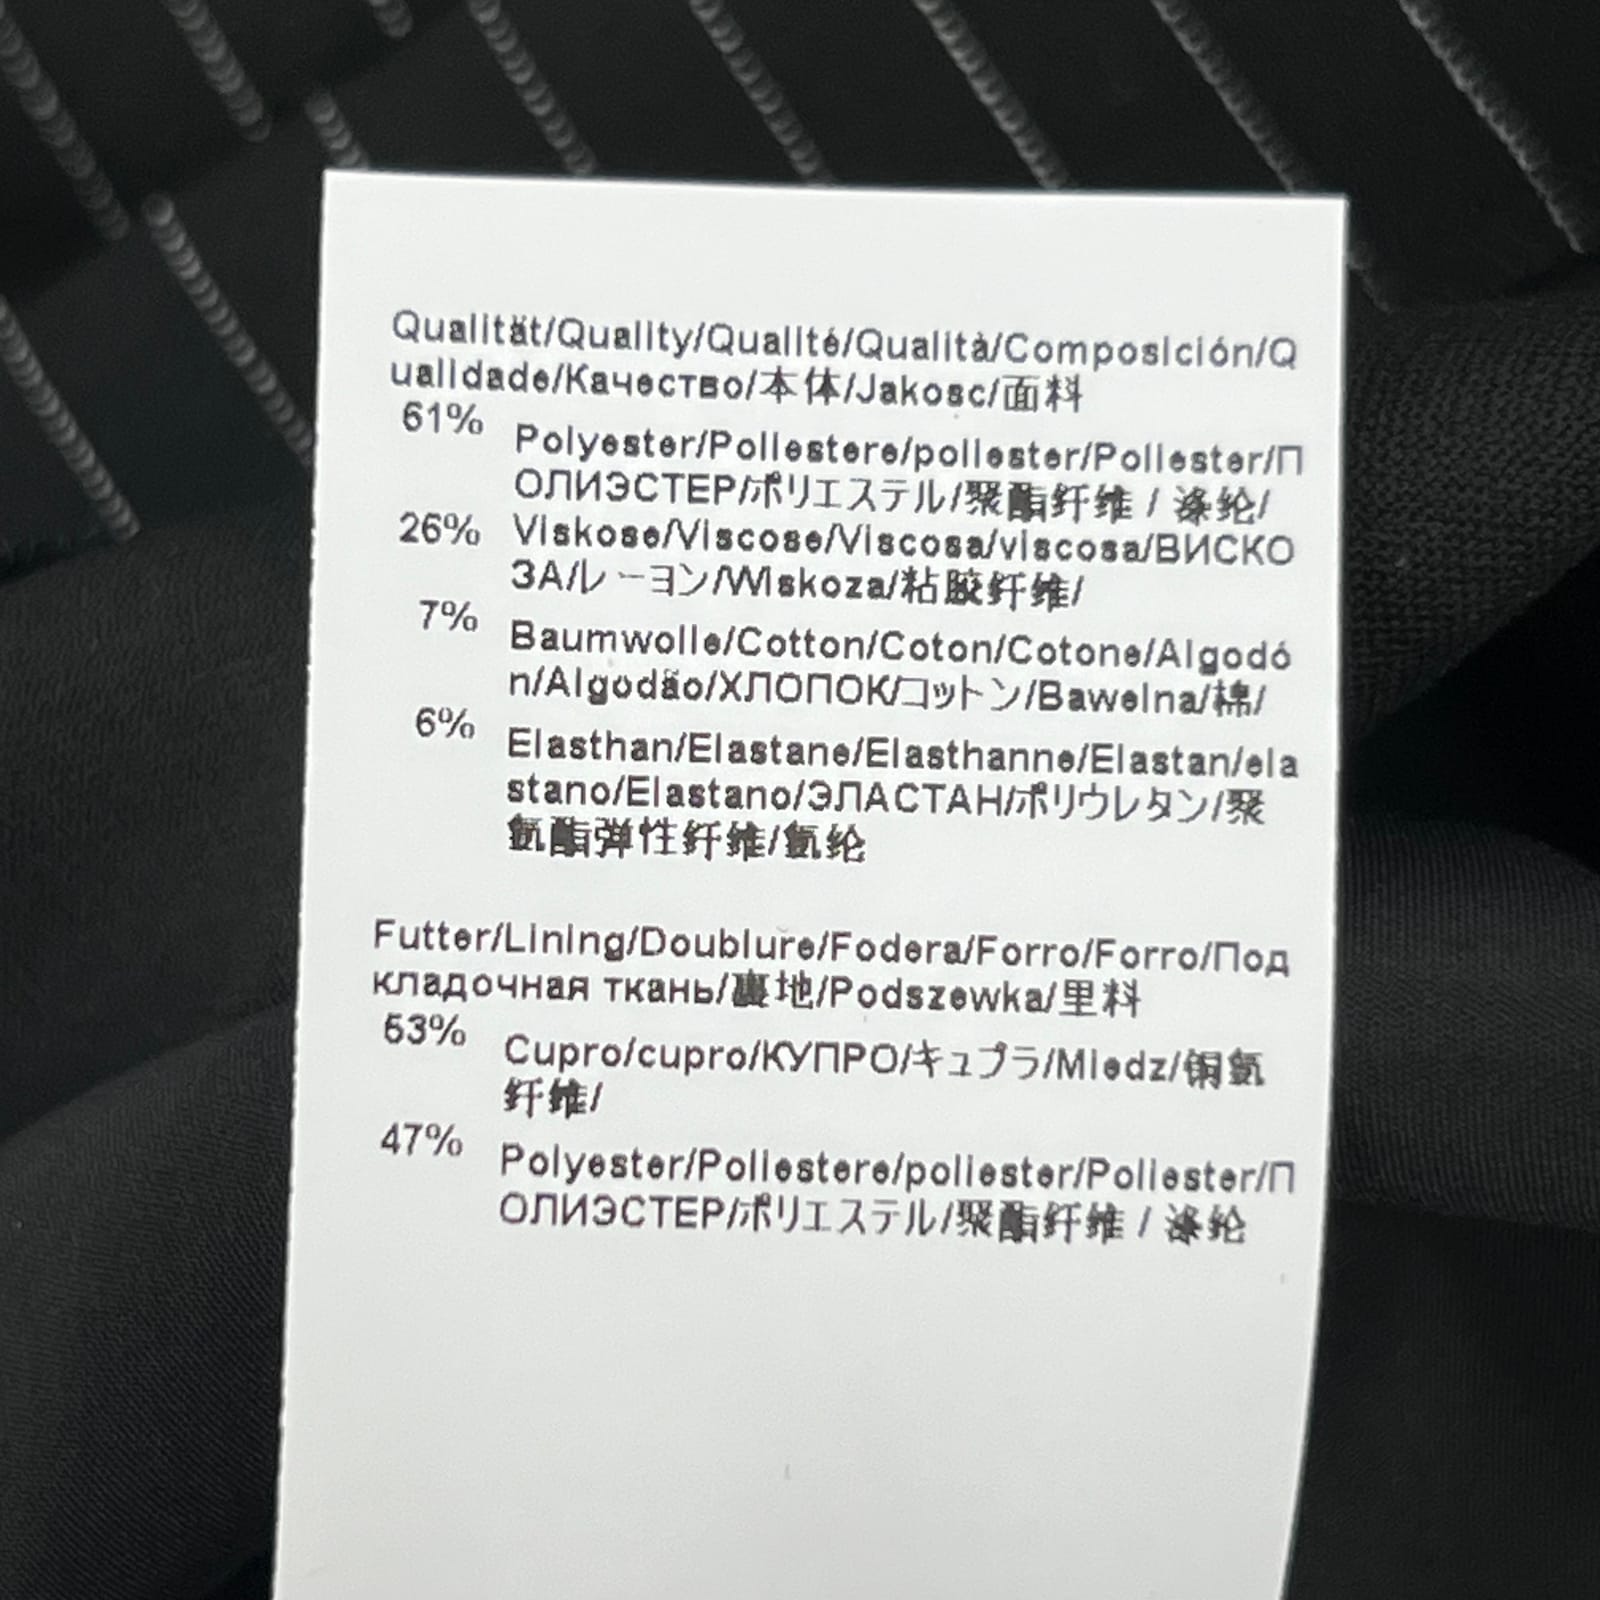 Qualität/Quality/Qualité/Qualità/Composición/Q
ualidade/Качество/本体/Jakosc/面料
61% Polyester/Poliestere/poliester/Poliester/П
ОЛИЭСТЕР/ポリエステル/聚酯纤维 / 涤纶/
26% Viskose/Viscose/Viscosa/viscosa/ВИСКО
ЗА/レーヨン/Wiskoza/粘胶纤维/
7% Baumwolle/Cotton/Coton/Cotone/Algodó
n/Algodão/ХЛОПОК/コットン/Bawelna/棉/
6% Elasthan/Elastane/Elasthanne/Elastan/ela
stano/Elastano/ЭЛАСТАН/ポリウレタン/聚
氨酯弹性纤维/氨纶
Futter/Lining/Doublure/Fodera/Forro/Forro/Под
кладочная ткань/裏地/Podszewka/里料
53% Cupro/cupro/КУПРО/キュプラ/Miedz/铜氨
纤维/
47% Polyester/Poliestere/poliester/Poliester/П
ОЛИЭСТЕР/ポリエステル/聚酯纤维 / 涤纶